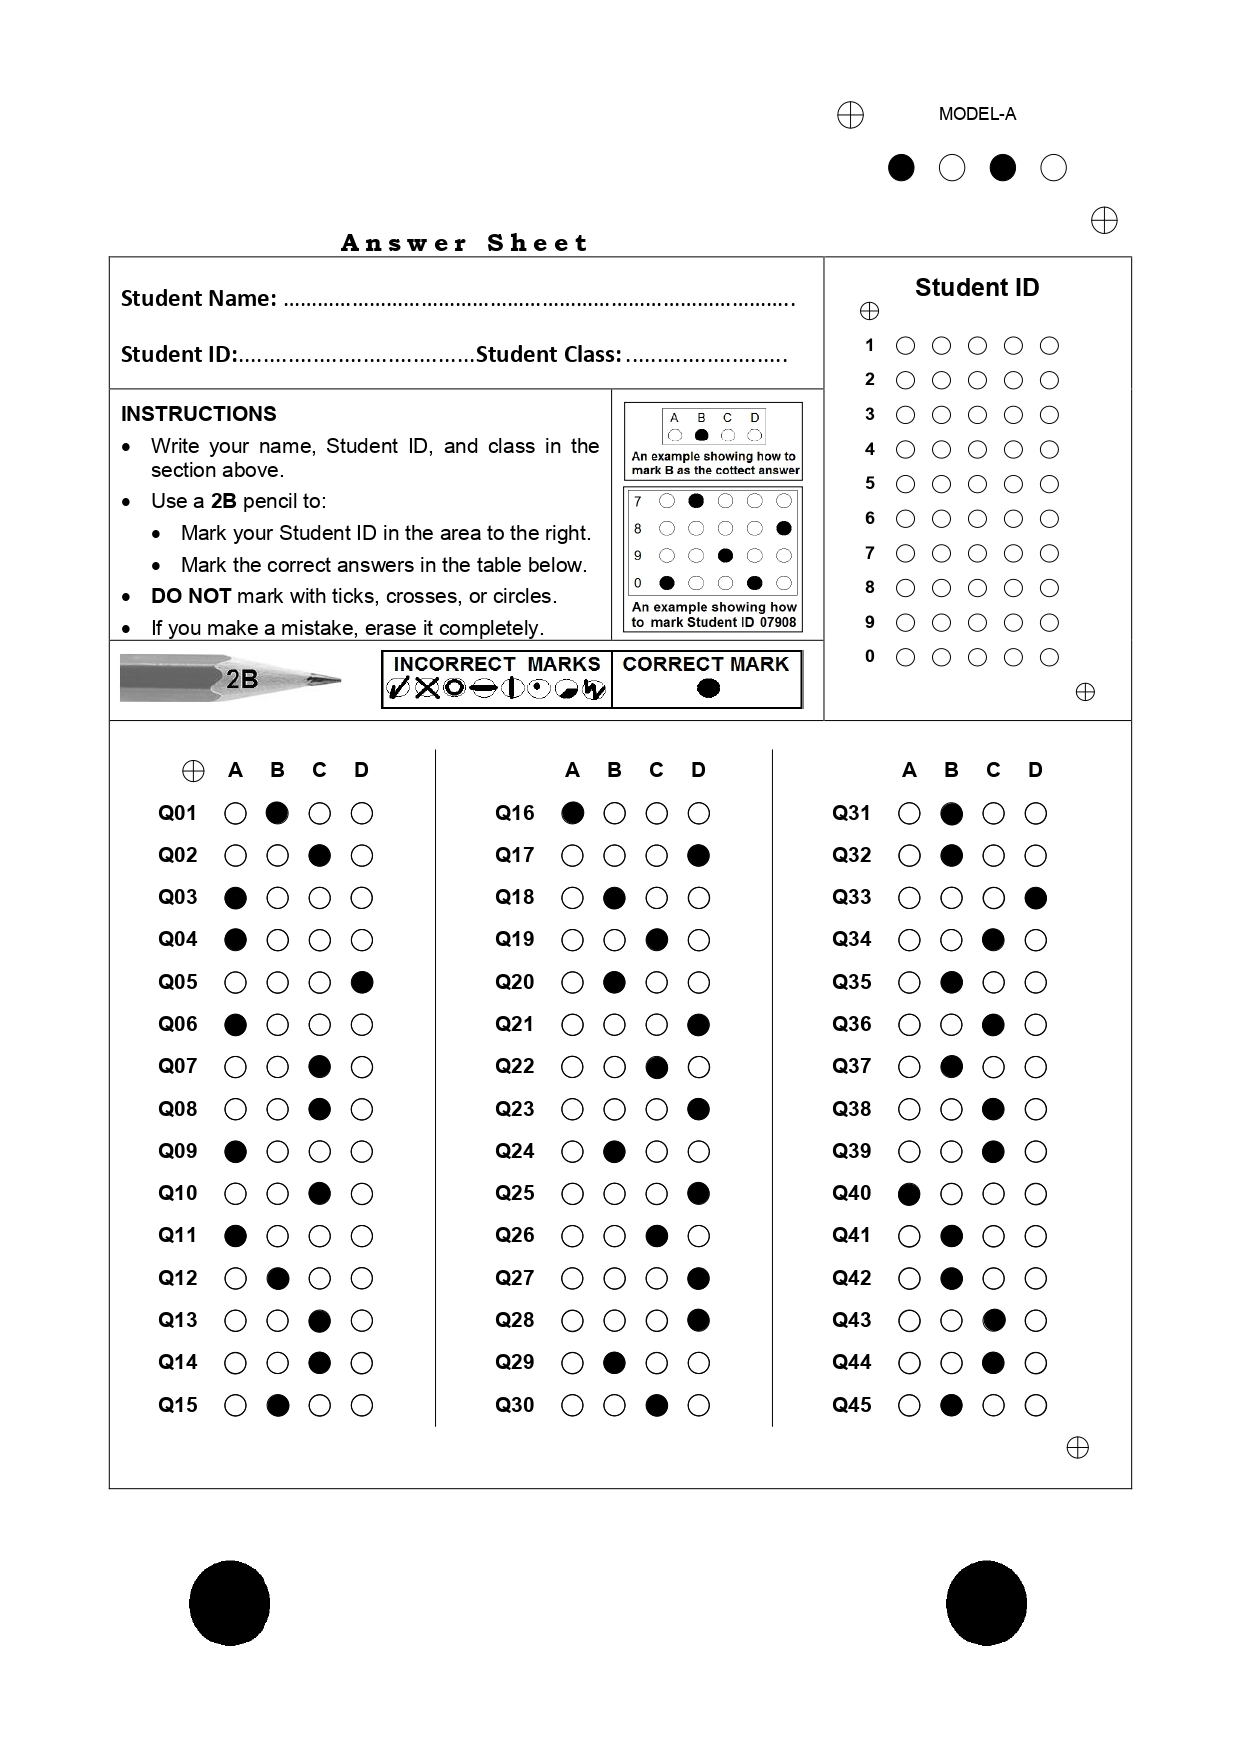 MODEL-A
Answer Sheet
Student Name: ..........................................................................................
Student ID:......................................Student Class: ..........................
Student ID
1
2
3
4
5
6
7
8
9
0
INSTRUCTIONS
• Write your name, Student ID, and class in the
section above.
• Use a 2B pencil to:
• Mark your Student ID in the area to the right.
• Mark the correct answers in the table below.
• DO NOT mark with ticks, crosses, or circles.
• If you make a mistake, erase it completely.
A B C D
An example showing how to
mark B as the cottect answer
7
8
9
0
An example showing how
to mark Student ID 07908
2B
INCORRECT MARKS
CORRECT MARK
A B C D
Q01
Q02
Q03
Q04
Q05
Q06
Q07
Q08
Q09
Q10
Q11
Q12
Q13
Q14
Q15
A B C D
Q16
Q17
Q18
Q19
Q20
Q21
Q22
Q23
Q24
Q25
Q26
Q27
Q28
Q29
Q30
A B C D
Q31
Q32
Q33
Q34
Q35
Q36
Q37
Q38
Q39
Q40
Q41
Q42
Q43
Q44
Q45